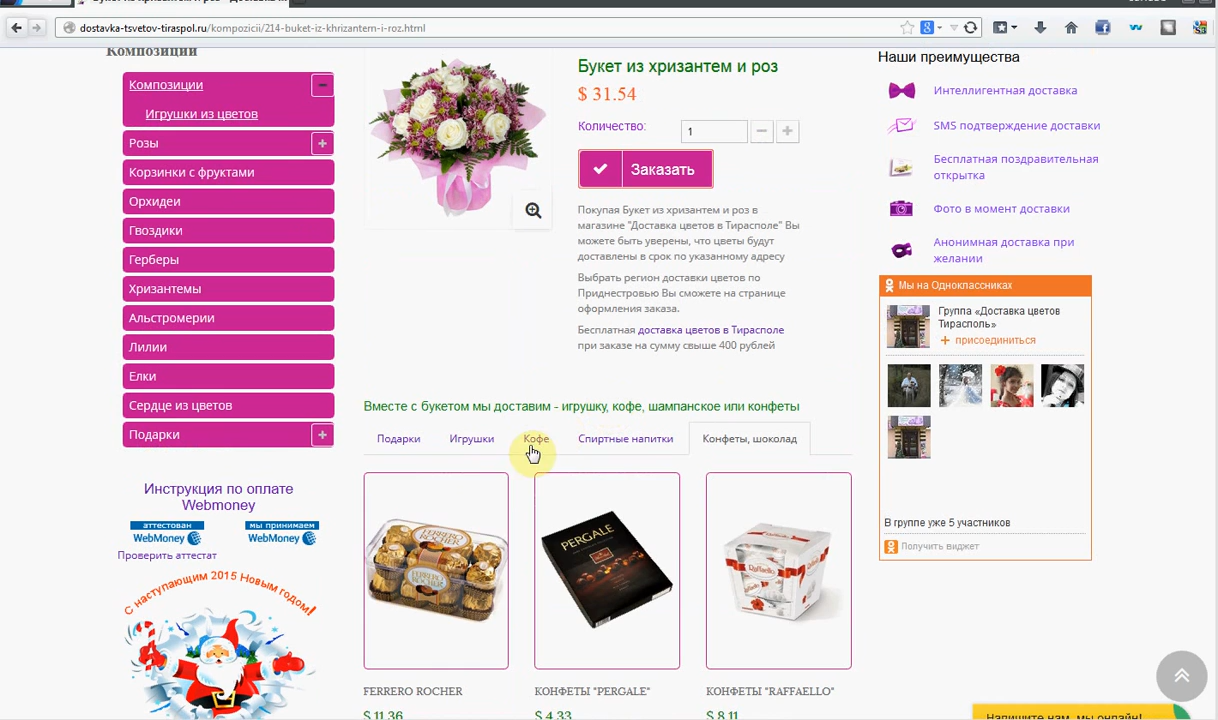 dostavka-tsvetov-tiraspol.ru/kompozicii/214-buket-iz-khrizantem-i-roz.html
Композиции
Композиции
Игрушки из цветов
Розы
Корзинки с фруктами
Орхидеи
Гвоздики
Герберы
Хризантемы
Альстромерии
Лилии
Елки
Сердце из цветов
Подарки
Инструкция по оплате
Webmoney
аттестован
WebMoney
мы принимаем
WebMoney
Проверить аттестат
С наступающим 2015 Новым годом!
Букет из хризантем и роз
$ 31.54
Количество:
1
Заказать
Покупая Букет из хризантем и роз в
магазине "Доставка цветов в Тирасполе" Вы
можете быть уверены, что цветы будут
доставлены в срок по указанному адресу
Выбрать регион доставки цветов по
Приднестровью Вы сможете на странице
оформления заказа.
Бесплатная доставка цветов в Тирасполе
при заказе на сумму свыше 400 рублей
Вместе с букетом мы доставим - игрушку, кофе, шампанское или конфеты
Подарки
Игрушки
Кофе
Спиртные напитки
Конфеты, шоколад
FERRERO ROCHER
PERGALE
Raffaello
FERRERO ROCHER
КОНФЕТЫ "PERGALE"
КОНФЕТЫ "RAFFAELLO"
$ 11.36
$ 4.33
$ 8.11
Наши преимущества
Интеллигентная доставка
SMS подтверждение доставки
Бесплатная поздравительная
открытка
Фото в момент доставки
Анонимная доставка при
желании
Мы на Одноклассниках
Группа «Доставка цветов
Тирасполь»
присоединиться
В группе уже 5 участников
Получить виджет
Напишите нам, мы онлайн!